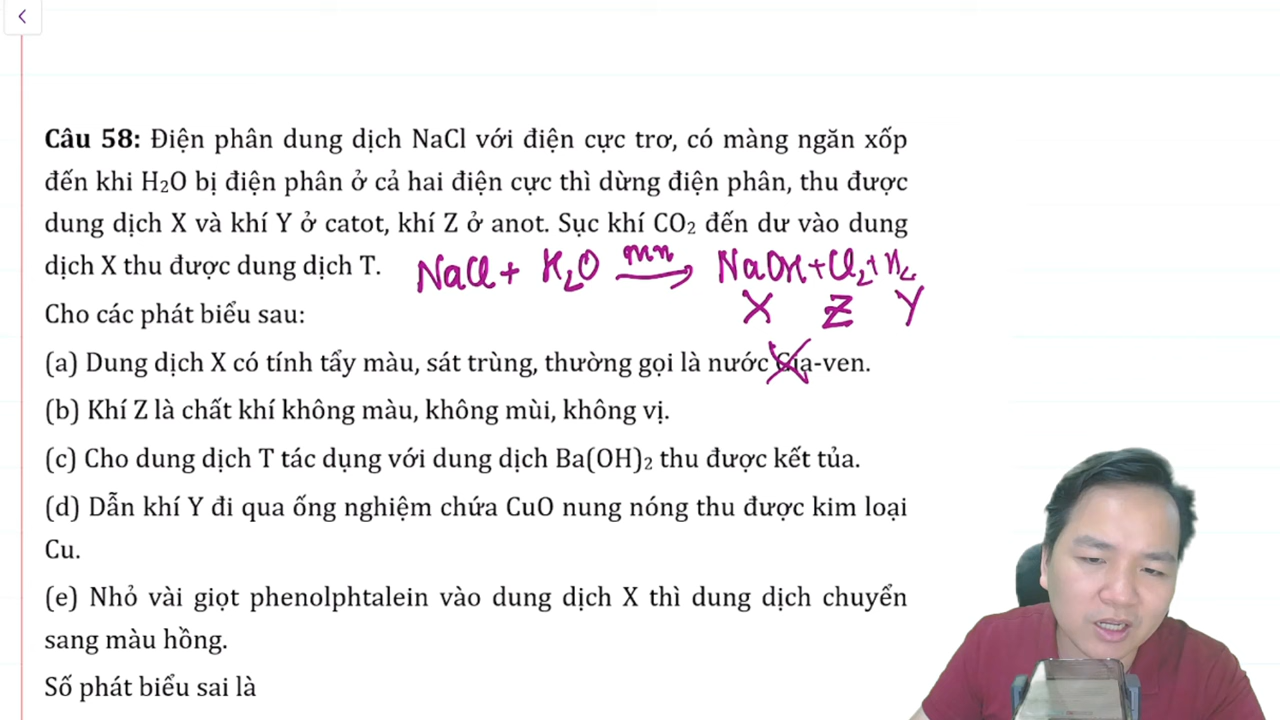 Câu 58: Điện phân dung dịch NaCl với điện cực trơ, có màng ngăn xốp
đến khi H₂O bị điện phân ở cả hai điện cực thì dừng điện phân, thu được
dung dịch X và khí Y ở catot, khí Z ở anot. Sục khí CO₂ đến dư vào dung
dịch X thu được dung dịch T.
NaCl + H₂O mn → NaOH + Cl₂ + H₂
X Z Y
Cho các phát biểu sau:
(a) Dung dịch X có tính tẩy màu, sát trùng, thường gọi là nước Gia-ven.
(b) Khí Z là chất khí không màu, không mùi, không vị.
(c) Cho dung dịch T tác dụng với dung dịch Ba(OH)₂ thu được kết tủa.
(d) Dẫn khí Y đi qua ống nghiệm chứa CuO nung nóng thu được kim loại
Cu.
(e) Nhỏ vài giọt phenolphtalein vào dung dịch X thì dung dịch chuyển
sang màu hồng.
Số phát biểu sai là